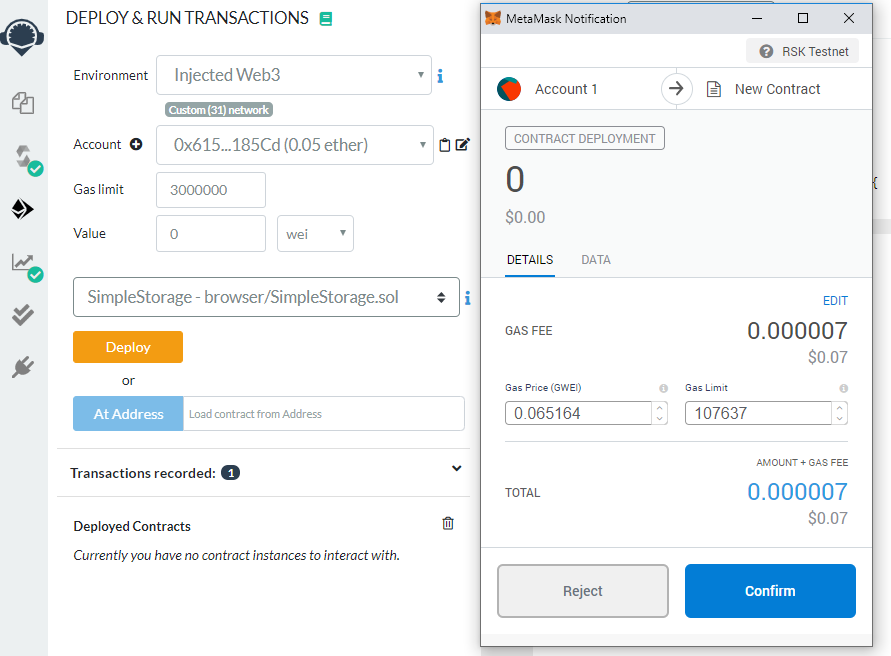 DEPLOY & RUN TRANSACTIONS
Environment
Injected Web3
Custom (31) network
Account
0x615...185Cd (0.05 ether)
Gas limit
3000000
Value
0
wei
SimpleStorage - browser/SimpleStorage.sol
Deploy
or
At Address
Load contract from Address
Transactions recorded: 1
Deployed Contracts
Currently you have no contract instances to interact with.
MetaMask Notification
RSK Testnet
Account 1
New Contract
CONTRACT DEPLOYMENT
0
$0.00
DETAILS
DATA
EDIT
GAS FEE
0.000007
$0.07
Gas Price (GWEI)
Gas Limit
0.065164
107637
AMOUNT + GAS FEE
TOTAL
0.000007
$0.07
Reject
Confirm
{